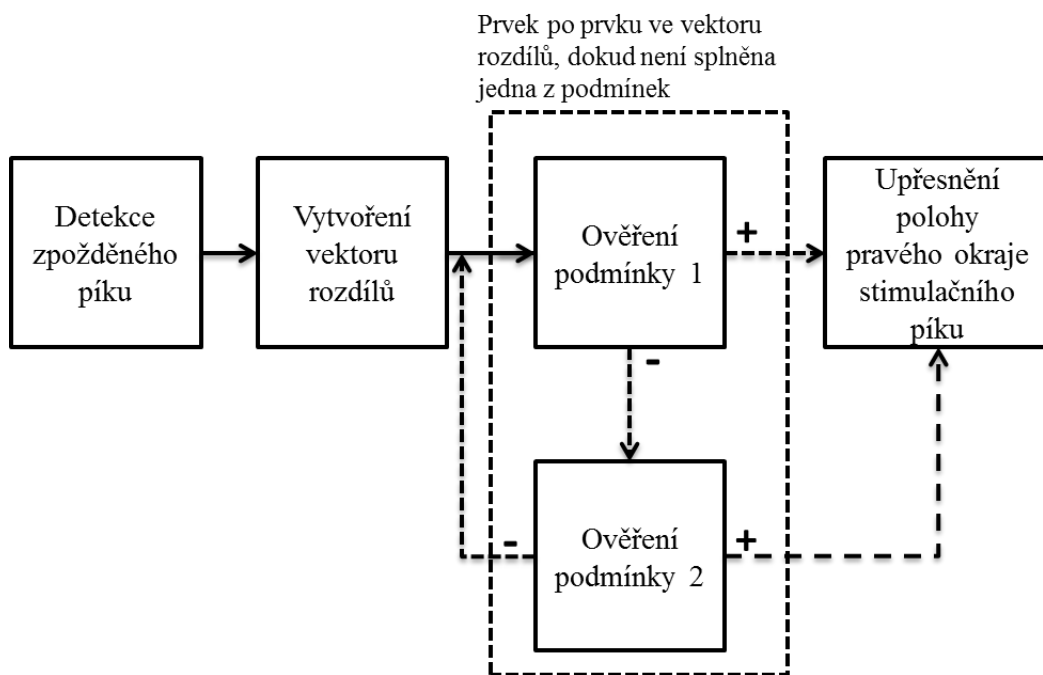 Prvek po prvku ve vektoru
rozdílů, dokud není splněna
jedna z podmínek
Detekce
zpožděného
píku
Vytvoření
vektoru
rozdílů
Ověření
podmínky 1
+
-
Upřesnění
polohy
pravého okraje
stimulačního
píku
Ověření
podmínky 2
-
+